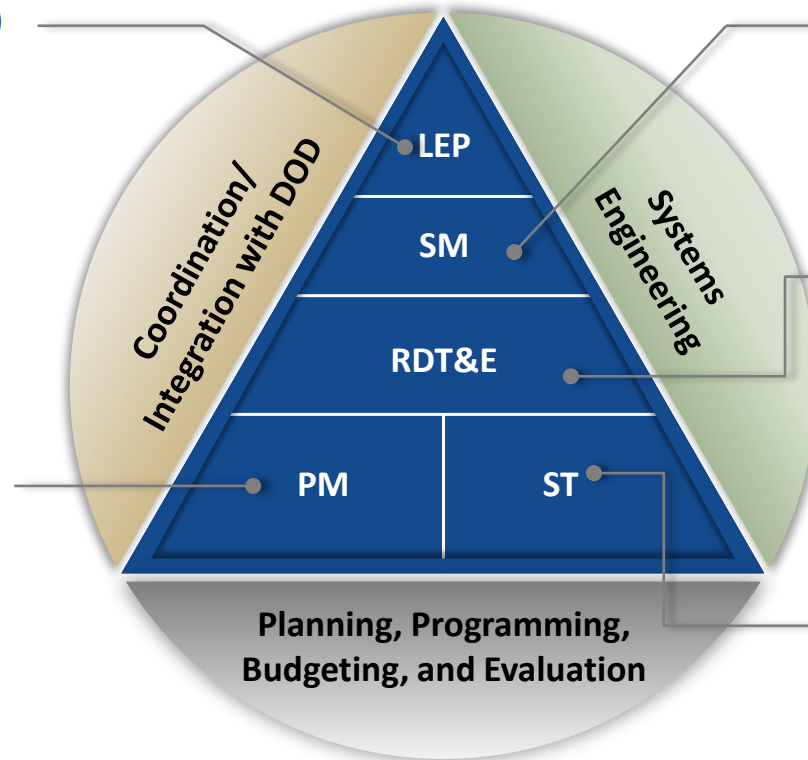 LEP
SM
RDT&E
PM ST
Coordination/
Integration with DOD
Systems
Engineering
Planning, Programming,
Budgeting, and Evaluation